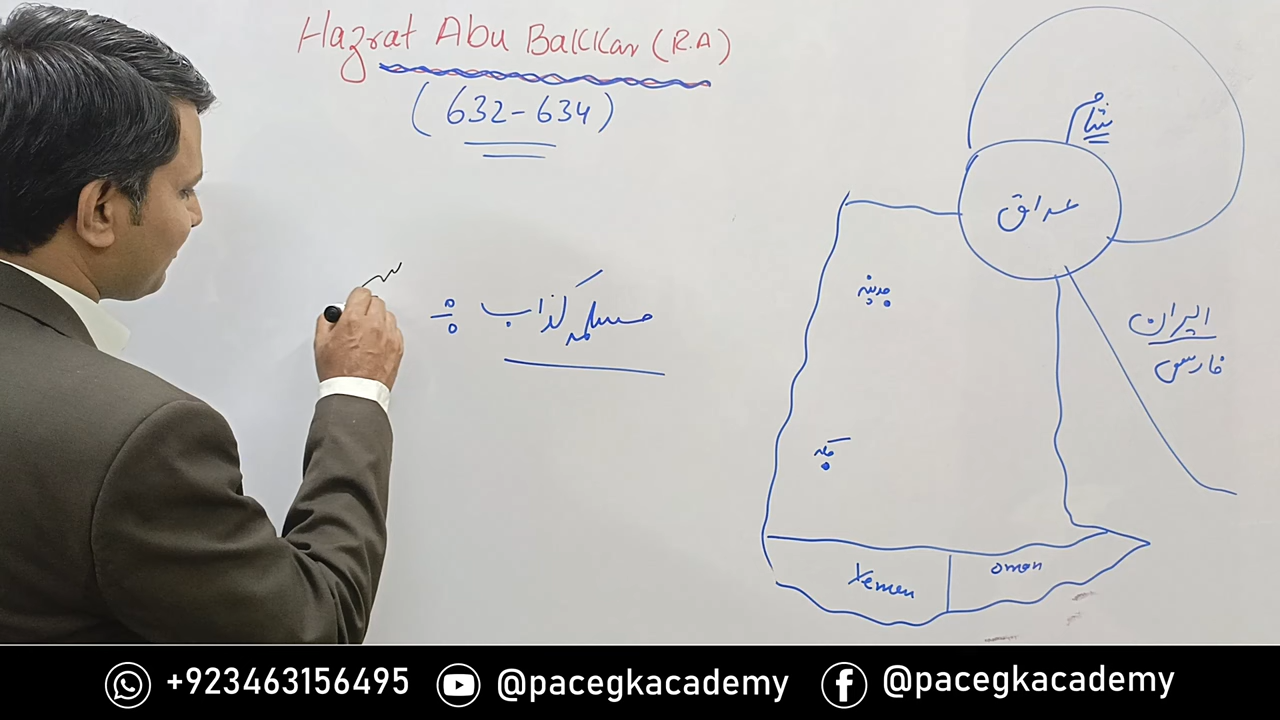 Hazrat Abu Bakkar (R.A)
(632-634)
مسیلمہ کذاب :
شام
عراق
مدینہ
ایران
فارس
مکہ
Yemen
oman
+923463156495
@pacegkacademy
@pacegkacademy